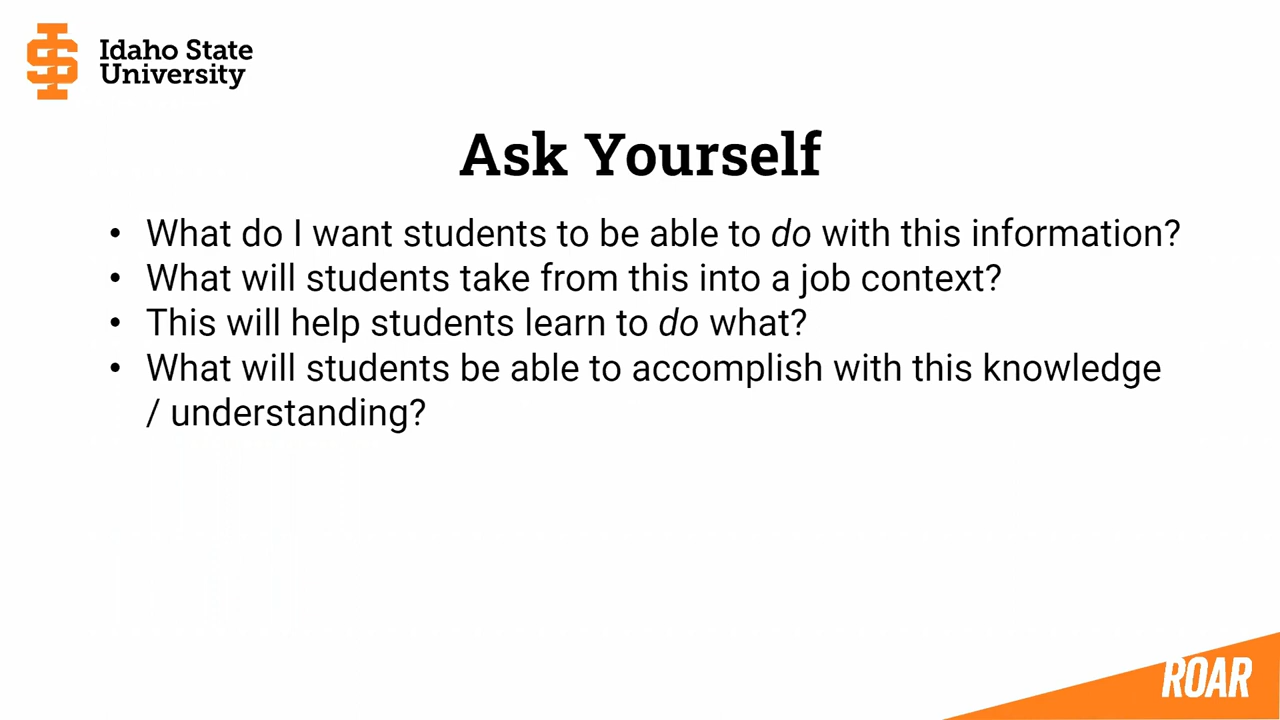 Idaho State
University
Ask Yourself
• What do I want students to be able to do with this information?
• What will students take from this into a job context?
• This will help students learn to do what?
• What will students be able to accomplish with this knowledge
/ understanding?
ROAR